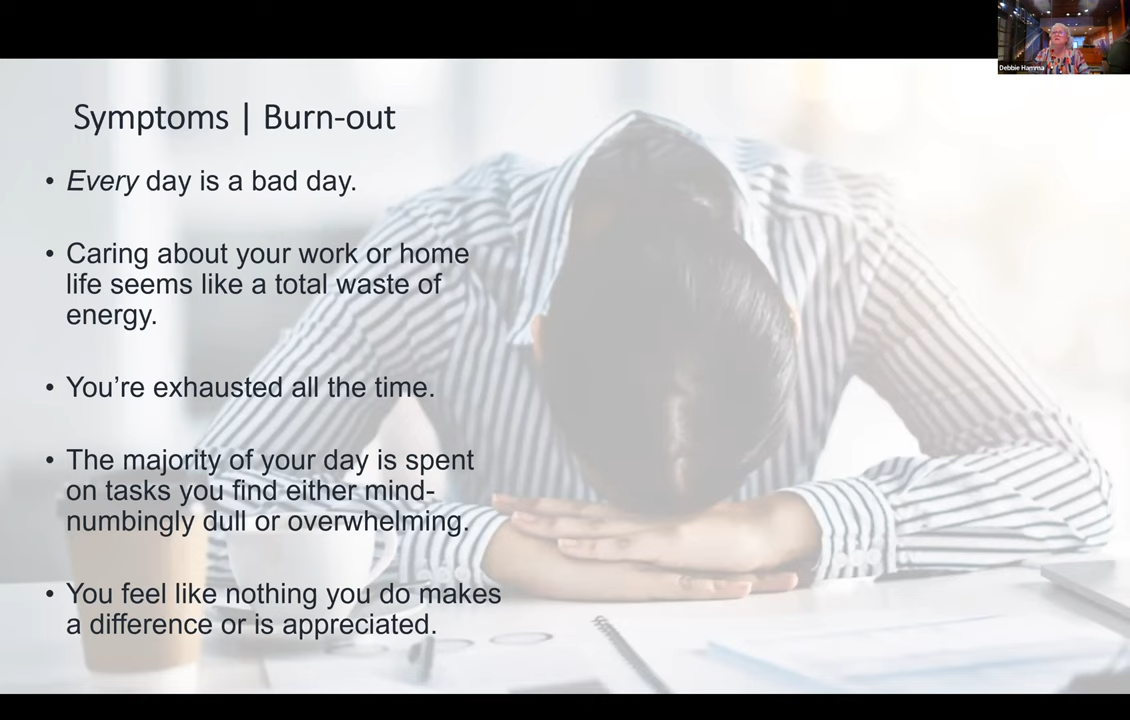 Debbie Hamma
Symptoms | Burn-out
• Every day is a bad day.
• Caring about your work or home
life seems like a total waste of
energy.
• You’re exhausted all the time.
• The majority of your day is spent
on tasks you find either mind-
numbingly dull or overwhelming.
• You feel like nothing you do makes
a difference or is appreciated.